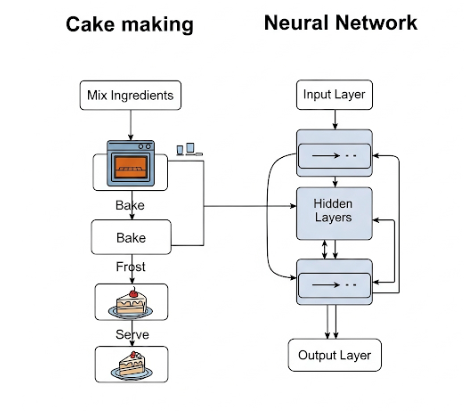 Cake making
Neural Network
Mix Ingredients
Input Layer
Bake
Hidden
Layers
Bake
Frost
Serve
Output Layer